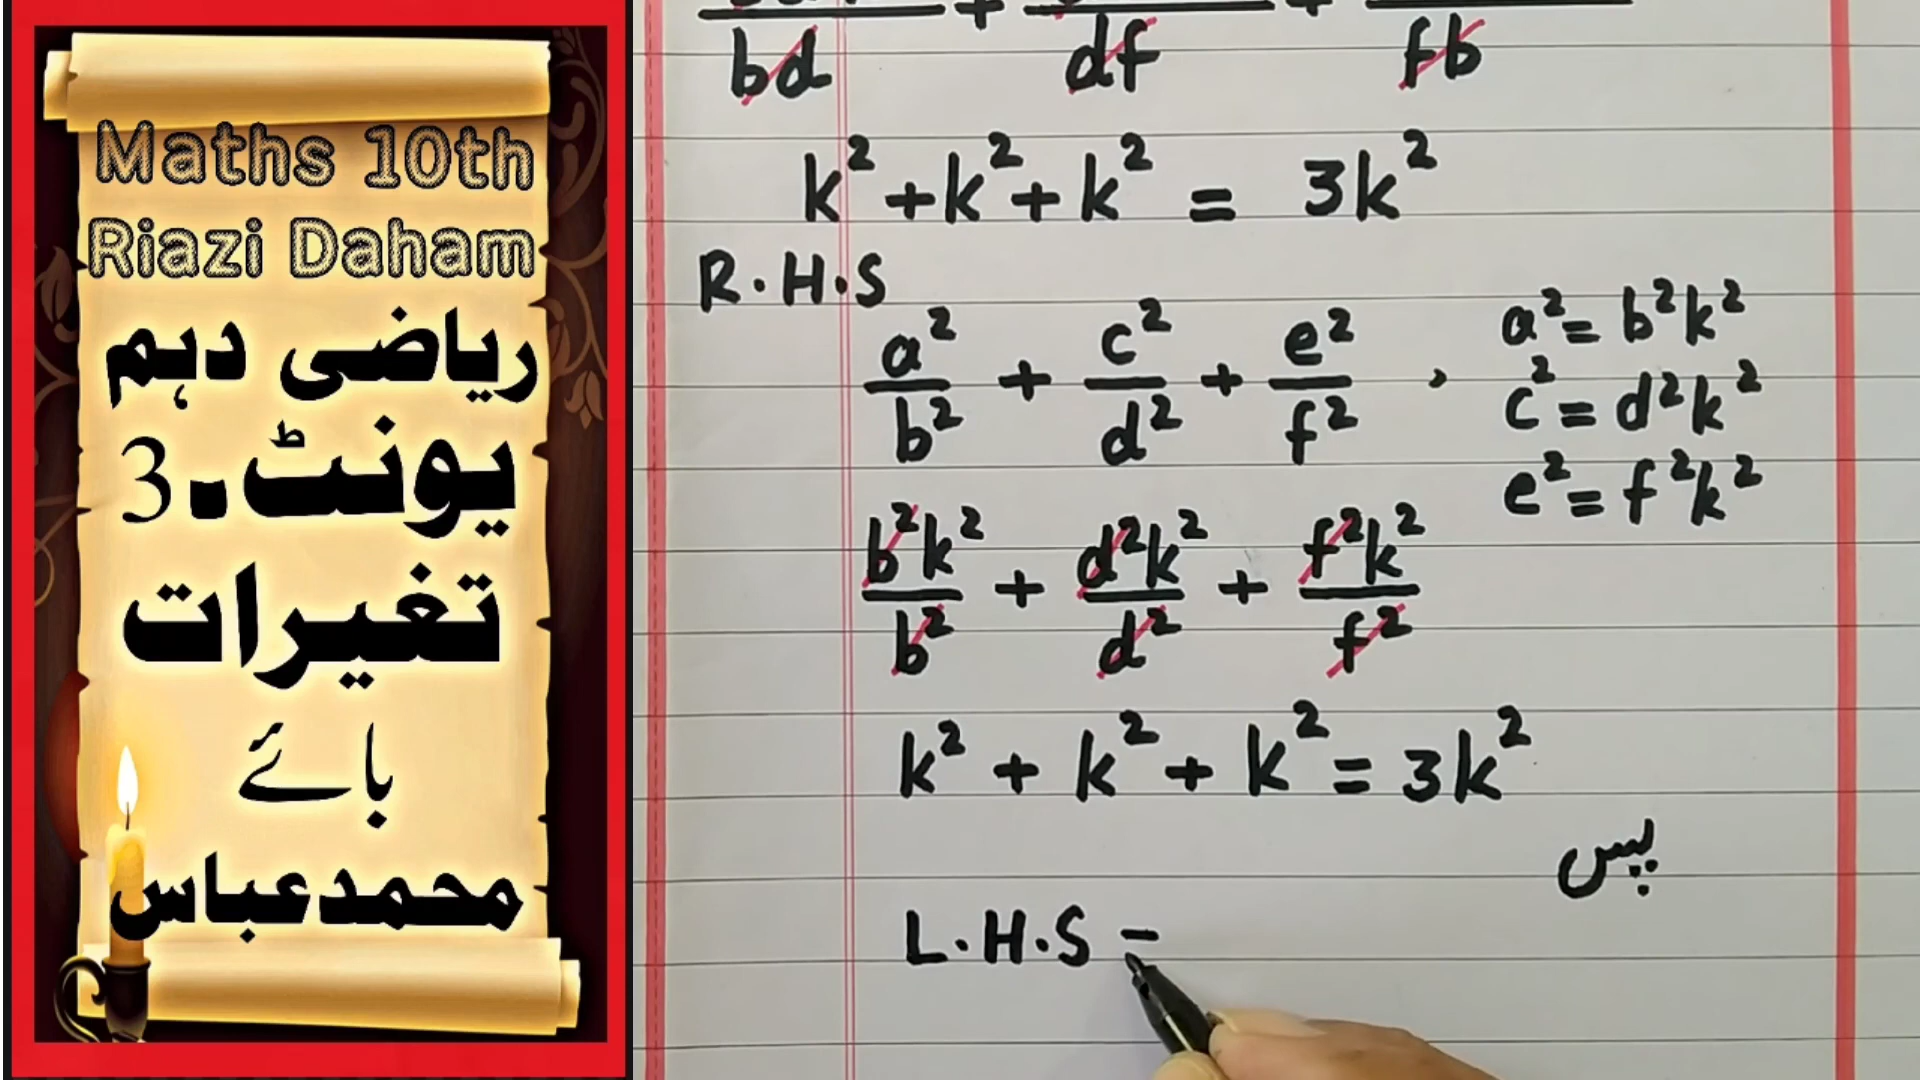 Maths 10th
Riazi Daham
ریاضی دہم
یونٹ۔3
تغیرات
بائے
محمدعباس
bd + df + fb
k² + k² + k² = 3k²
R.H.S
a²/b² + c²/d² + e²/f² ,
a² = b²k²
c² = d²k²
e² = f²k²
b²k²/b² + d²k²/d² + f²k²/f²
k² + k² + k² = 3k²
پس
L.H.S =